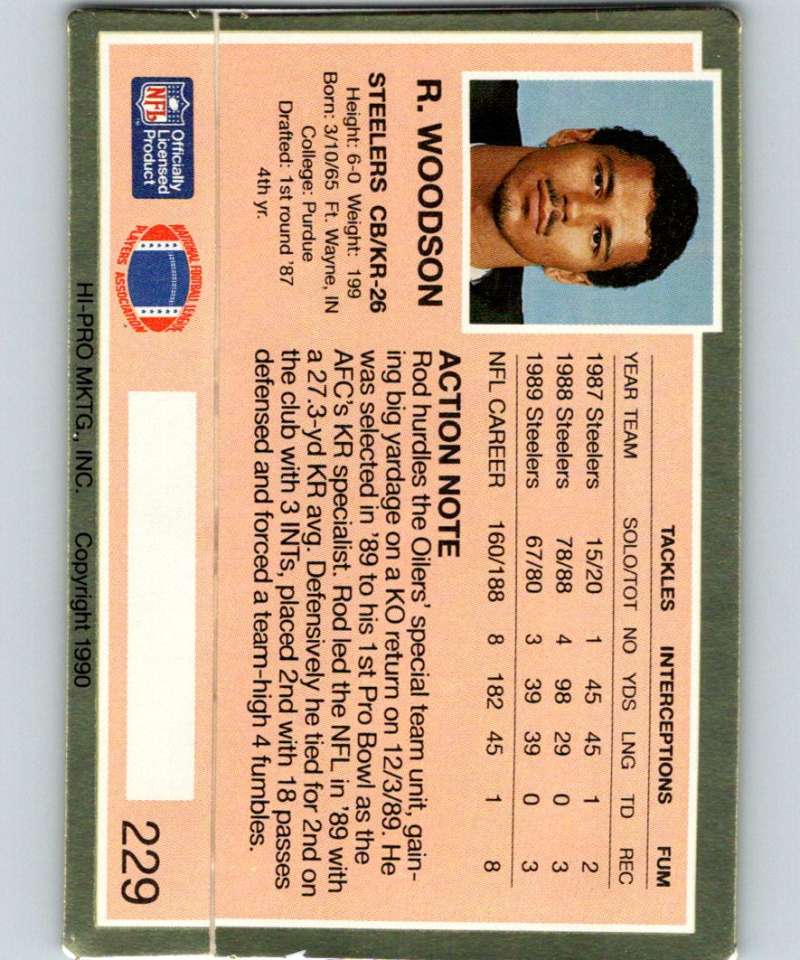 R. WOODSON
STEELERS CB/KR-26
Height: 6-0 Weight: 199
Born: 3/10/65 Ft. Wayne, IN
College: Purdue
Drafted: 1st round '87
4th yr.
TACKLES INTERCEPTIONS FUM
YEAR TEAM SOLO/TOT NO YDS LNG TD REC
1987 Steelers 15/20 1 45 45 1 2
1988 Steelers 78/88 4 98 29 0 3
1989 Steelers 67/80 3 39 39 0 3
NFL CAREER 160/188 8 182 45 1 8
ACTION NOTE
Rod hurdles the Oilers' special team unit, gain-
ing big yardage on a KO return on 12/3/89. He
was selected in '89 to his 1st Pro Bowl as the
AFC's KR specialist. Rod led the NFL in '89 with
a 27.3-yd KR avg. Defensively he tied for 2nd on
the club with 3 INTs, placed 2nd with 18 passes
defensed and forced a team-high 4 fumbles.
NFL
Officially
Licensed
Product
NATIONAL FOOTBALL LEAGUE
PLAYERS ASSOCIATION
229
HI-PRO MKTG., INC. Copyright 1990